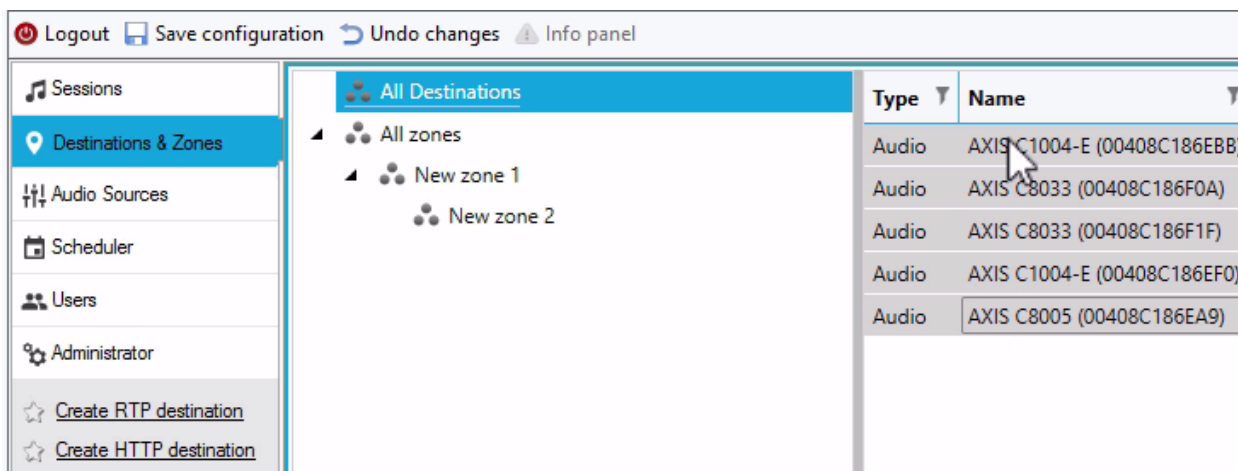 Logout Save configuration Undo changes Info panel
Sessions
Destinations & Zones
Audio Sources
Scheduler
Users
Administrator
Create RTP destination
Create HTTP destination
All Destinations
All zones
New zone 1
New zone 2
Type Name
Audio AXIS C1004-E (00408C186EBB)
Audio AXIS C8033 (00408C186F0A)
Audio AXIS C8033 (00408C186F1F)
Audio AXIS C1004-E (00408C186EF0)
Audio AXIS C8005 (00408C186EA9)